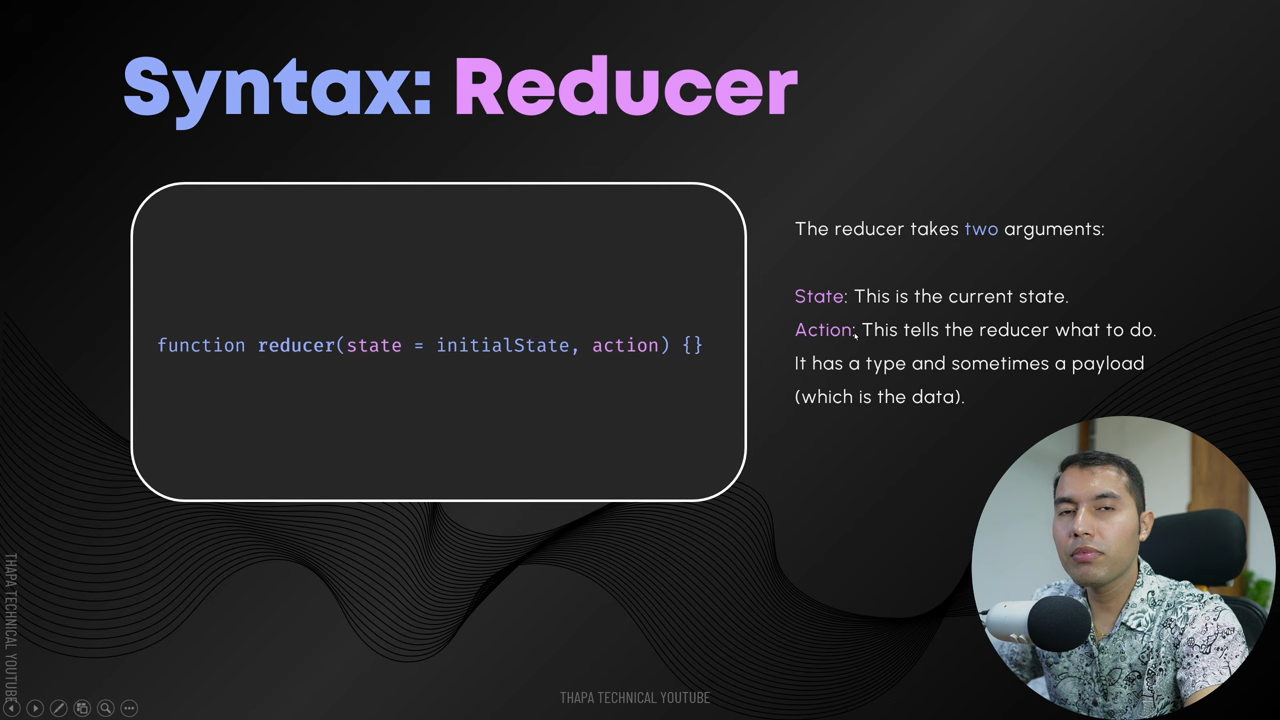 Syntax: Reducer
function reducer(state = initialState, action) {}
The reducer takes two arguments:
State: This is the current state.
Action: This tells the reducer what to do.
It has a type and sometimes a payload
(which is the data).
THAPA TECHNICAL YOUTUBE
THAPA TECHNICAL YOUTUBE